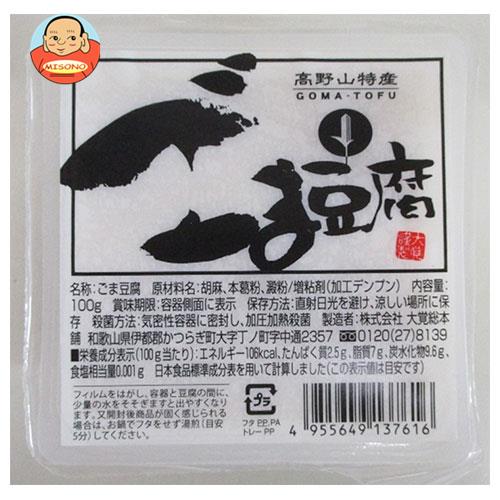 MISONO
高野山特産
GOMA-TOFU
ごま豆腐
大覚
謹製
名称：ごま豆腐 原材料名：胡麻、本葛粉、澱粉/増粘剤（加工デンプン） 内容量：
100g 賞味期限：容器側面に表示 保存方法：直射日光を避け、涼しい場所に保
存 殺菌方法：気密性容器に密封し、加圧加熱殺菌 製造者：株式会社 大覚総本
舗 和歌山県伊都郡かつらぎ町大字丁ノ町字中通2357 ☎0120(27)8139
■栄養成分表示(100g当たり)：エネルギー106kcal、たんぱく質2.5g、脂質7g、炭水化物9.6g、
食塩相当量0.001g 日本食品標準成分表を用いて計算しました(この表示値は目安です)
フィルムをはがし、容器と豆腐の間に、
少量の水をそそぎますと出やすくなりま
す。又開封後商品が固く感じられる
場合は、お鍋でフタをせず湯煎(目安
5分)してください。
プラ
フタ PP,PA
トレー PP
4 955649 137616